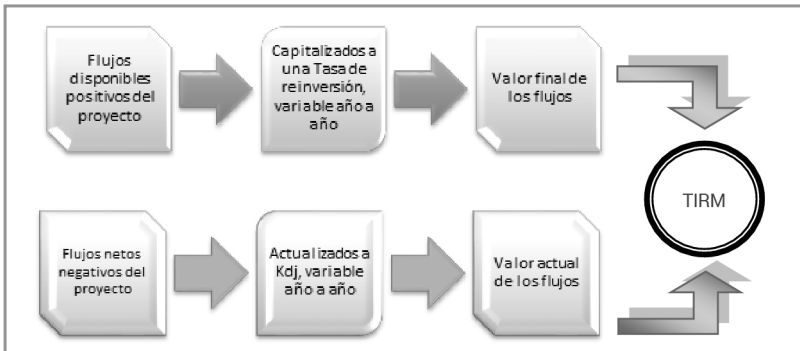 Flujos
disponibles
positivos del
proyecto
Capitalizados a
una Tasa de
reinversión,
variable año a
año
Valor final de
los flujos
TIRM
Flujos netos
negativos del
proyecto
Actualizados a
Kdj, variable
año a año
Valor actual
de los flujos